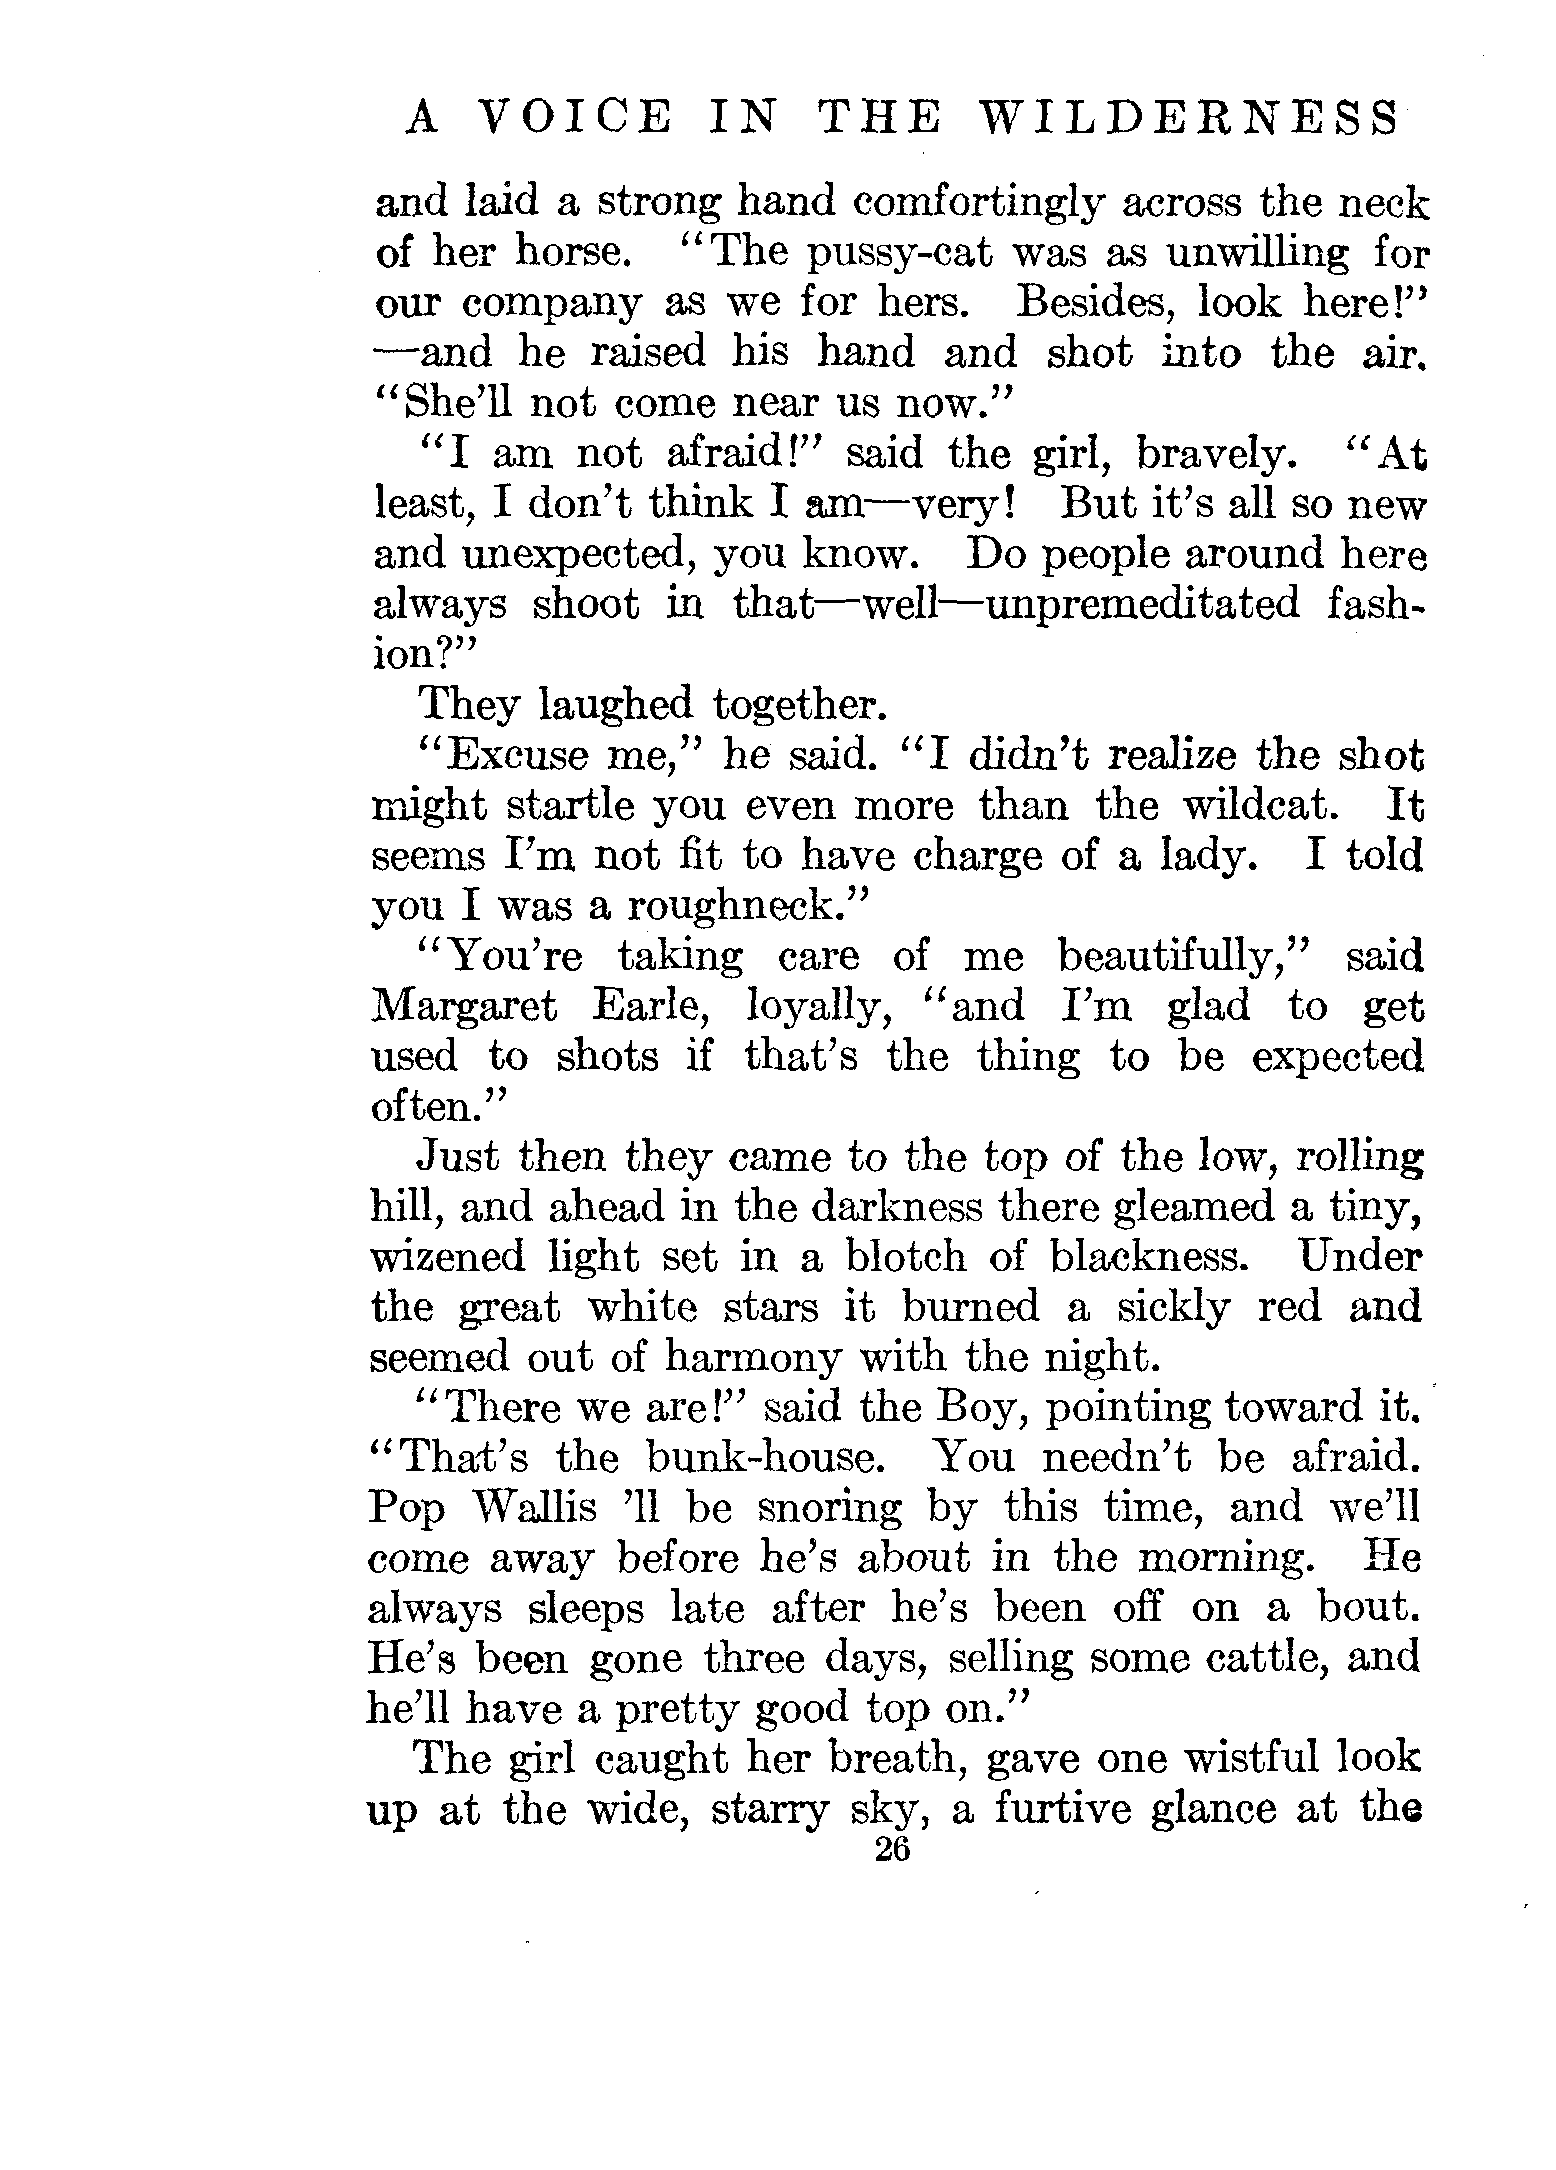 A VOICE IN THE WILDERNESS
and laid a strong hand comfortingly across the neck
of her horse. "The pussy-cat was as unwilling for
our company as we for hers. Besides, look here!"
—and he raised his hand and shot into the air.
"She'll not come near us now."
"I am not afraid!" said the girl, bravely. "At
least, I don't think I am—very! But it's all so new
and unexpected, you know. Do people around here
always shoot in that—well—unpremeditated fash-
ion?"
They laughed together.
"Excuse me," he said. "I didn't realize the shot
might startle you even more than the wildcat. It
seems I'm not fit to have charge of a lady. I told
you I was a roughneck."
"You're taking care of me beautifully," said
Margaret Earle, loyally, "and I'm glad to get
used to shots if that's the thing to be expected
often."
Just then they came to the top of the low, rolling
hill, and ahead in the darkness there gleamed a tiny,
wizened light set in a blotch of blackness. Under
the great white stars it burned a sickly red and
seemed out of harmony with the night.
"There we are!" said the Boy, pointing toward it.
"That's the bunk-house. You needn't be afraid.
Pop Wallis 'll be snoring by this time, and we'll
come away before he's about in the morning. He
always sleeps late after he's been off on a bout.
He's been gone three days, selling some cattle, and
he'll have a pretty good top on."
The girl caught her breath, gave one wistful look
up at the wide, starry sky, a furtive glance at the
26